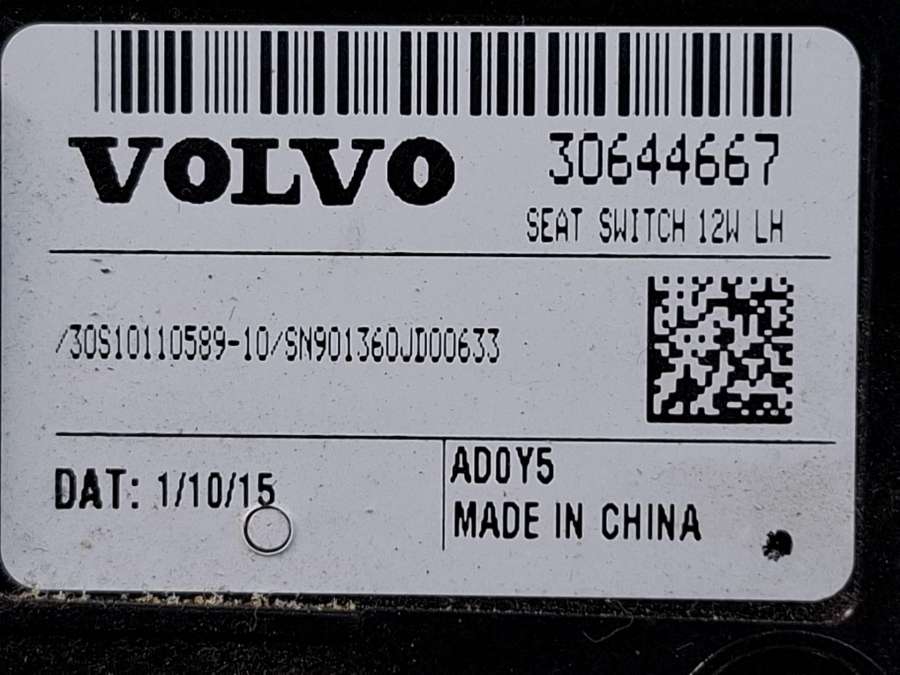 VOLVO 30644667
SEAT SWITCH 12W LH
/30S10110589-10/SN901360JD00633
DAT: 1/10/15
AD0Y5
MADE IN CHINA